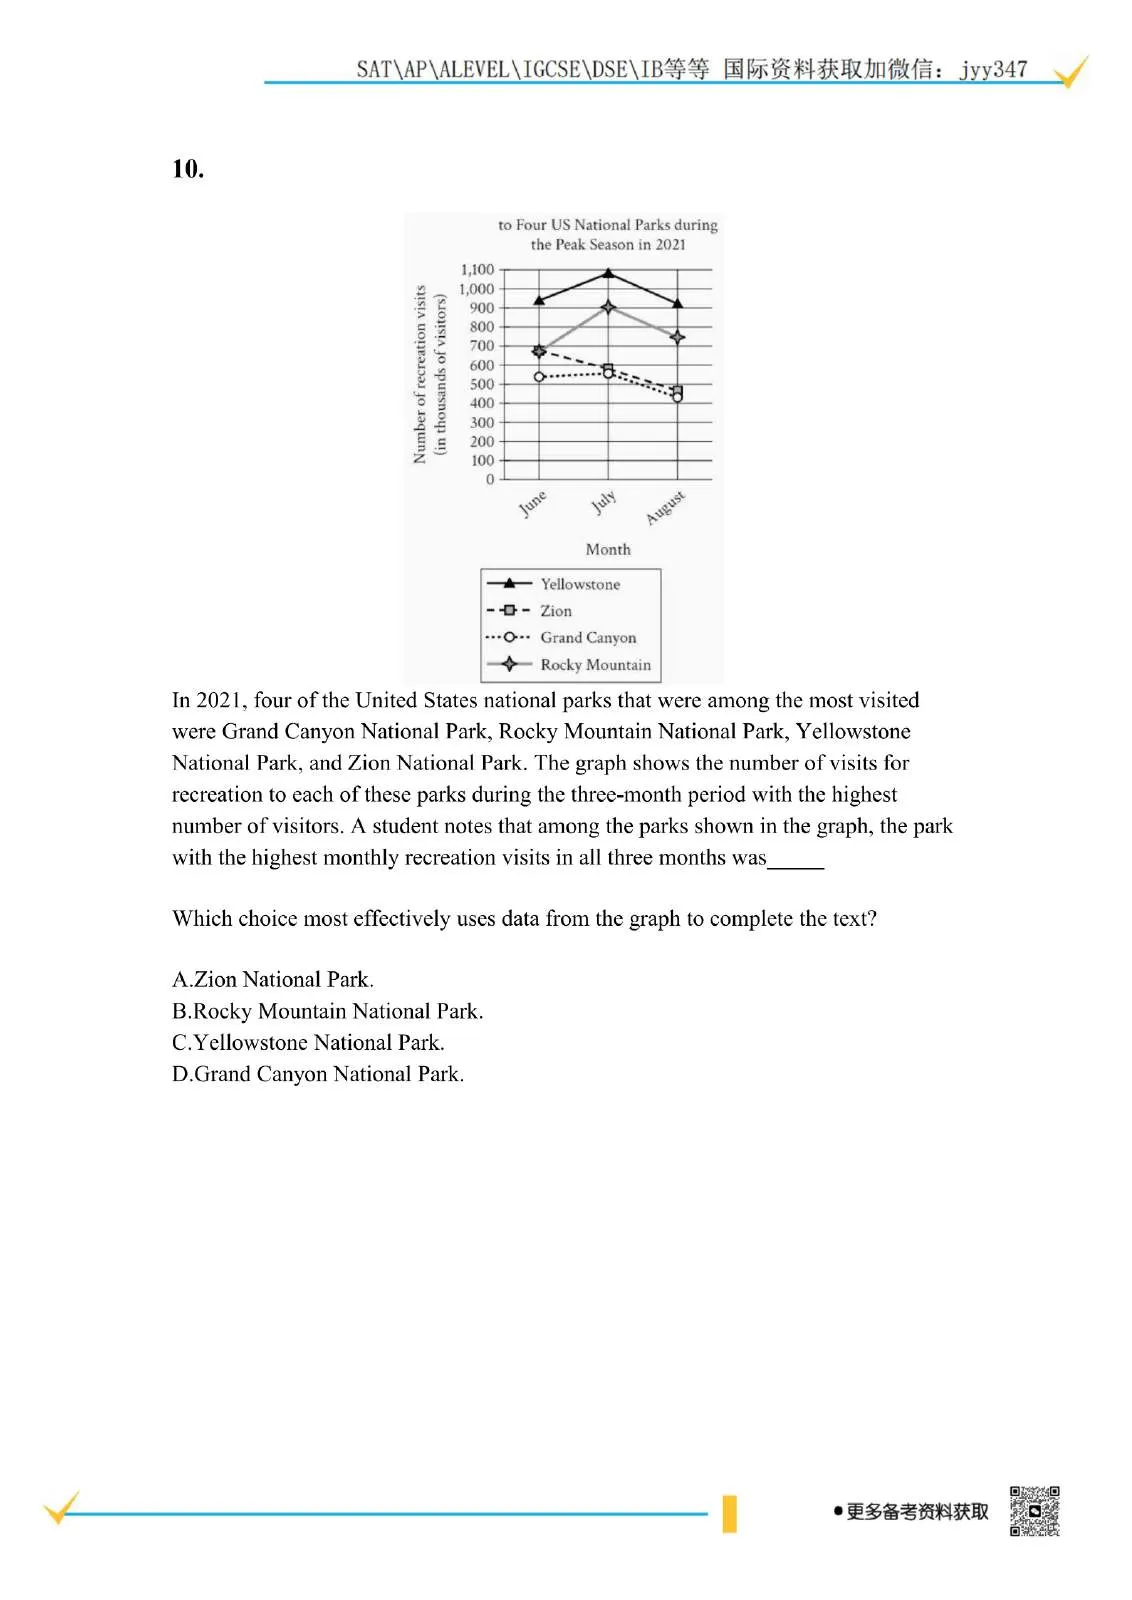 SAT\AP\ALEVEL\IGCSE\DSE\IB等等 国际资料获取加微信: jyy347
10.
to Four US National Parks during
the Peak Season in 2021
Number of recreation visits
(in thousands of visitors)
1,100
1,000
900
800
700
600
500
400
300
200
100
0
June
July
August
Month
Yellowstone
Zion
Grand Canyon
Rocky Mountain
In 2021, four of the United States national parks that were among the most visited
were Grand Canyon National Park, Rocky Mountain National Park, Yellowstone
National Park, and Zion National Park. The graph shows the number of visits for
recreation to each of these parks during the three-month period with the highest
number of visitors. A student notes that among the parks shown in the graph, the park
with the highest monthly recreation visits in all three months was_____
Which choice most effectively uses data from the graph to complete the text?
A.Zion National Park.
B.Rocky Mountain National Park.
C.Yellowstone National Park.
D.Grand Canyon National Park.
•更多备考资料获取